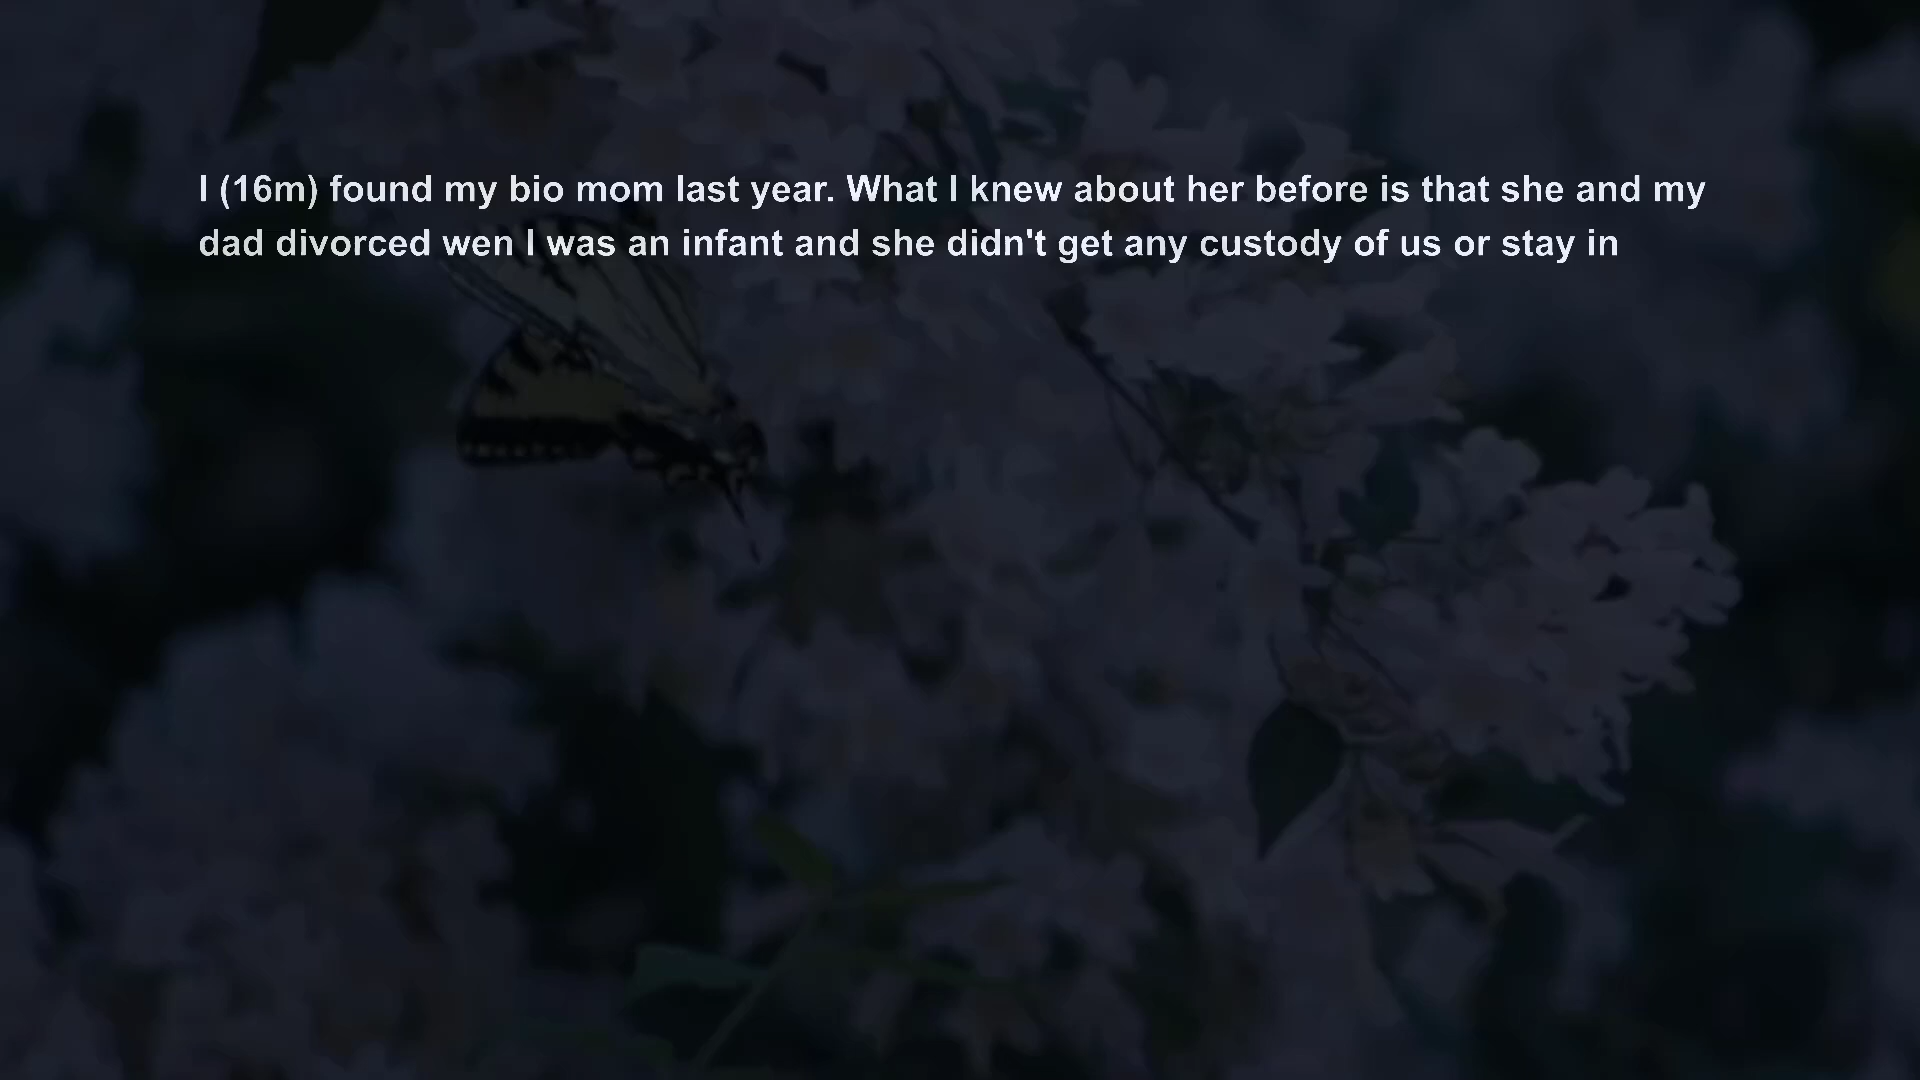 I (16m) found my bio mom last year. What I knew about her before is that she and my
dad divorced wen I was an infant and she didn't get any custody of us or stay in